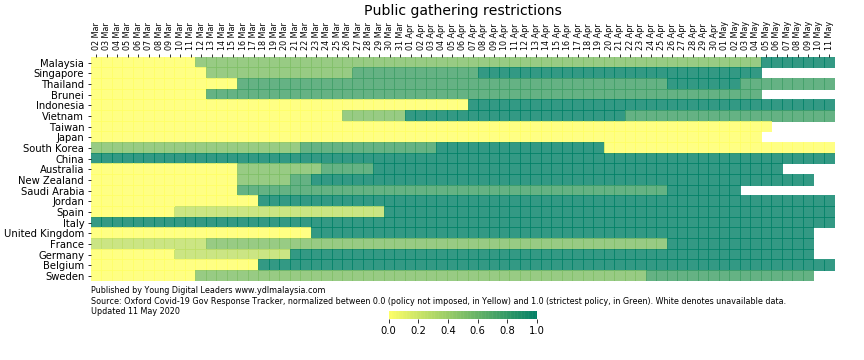 Public gathering restrictions
02 Mar 03 Mar 04 Mar 05 Mar 06 Mar 07 Mar 08 Mar 09 Mar 10 Mar 11 Mar 12 Mar 13 Mar 14 Mar 15 Mar 16 Mar 17 Mar 18 Mar 19 Mar 20 Mar 21 Mar 22 Mar 23 Mar 24 Mar 25 Mar 26 Mar 27 Mar 28 Mar 29 Mar 30 Mar 31 Mar 01 Apr 02 Apr 03 Apr 04 Apr 05 Apr 06 Apr 07 Apr 08 Apr 09 Apr 10 Apr 11 Apr 12 Apr 13 Apr 14 Apr 15 Apr 16 Apr 17 Apr 18 Apr 19 Apr 20 Apr 21 Apr 22 Apr 23 Apr 24 Apr 25 Apr 26 Apr 27 Apr 28 Apr 29 Apr 30 Apr 01 May 02 May 03 May 04 May 05 May 06 May 07 May 08 May 09 May 10 May 11 May
Malaysia
Singapore
Thailand
Brunei
Indonesia
Vietnam
Taiwan
Japan
South Korea
China
Australia
New Zealand
Saudi Arabia
Jordan
Spain
Italy
United Kingdom
France
Germany
Belgium
Sweden
Published by Young Digital Leaders www.ydlmalaysia.com
Source: Oxford Covid-19 Gov Response Tracker, normalized between 0.0 (policy not imposed, in Yellow) and 1.0 (strictest policy, in Green). White denotes unavailable data.
Updated 11 May 2020
0.0 0.2 0.4 0.6 0.8 1.0